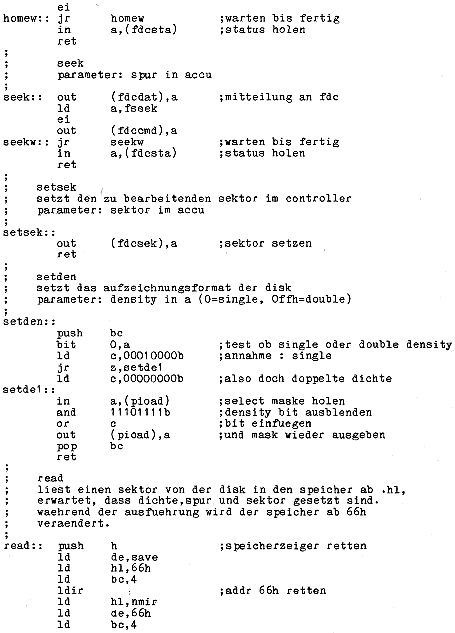 ei
homew:: jr homew ;warten bis fertig
in a,(fdcsta) ;status holen
ret
;
; seek
; parameter: spur in accu
;
seek:: out (fdcdat),a ;mitteilung an fdc
ld a,fseek
ei
out (fdccmd),a
seekw:: jr seekw ;warten bis fertig
in a,(fdcsta) ;status holen
ret
;
; setsek
; setzt den zu bearbeitenden sektor im controller
; parameter: sektor im accu
;
setsek::
out (fdcsek),a ;sektor setzen
ret
;
; setden
; setzt das aufzeichnungsformat der disk
; parameter: density in a (0=single, 0ffh=double)
;
setden::
push bc
bit 0,a ;test ob single oder double density
ld c,00010000b ;annahme : single
jr z,setde1
ld c,00000000b ;also doch doppelte dichte
setde1::
in a,(pioad) ;select maske holen
and 11101111b ;density bit ausblenden
or c ;bit einfuegen
out (pioad),a ;und mask wieder ausgeben
pop bc
ret
;
; read
; liest einen sektor von der disk in den speicher ab .hl,
; erwartet, dass dichte,spur und sektor gesetzt sind.
; waehrend der ausfuehrung wird der speicher ab 66h
; veraendert.
;
read:: push h ;speicherzeiger retten
ld de,save
ld hl,66h
ld bc,4
ldir ;addr 66h retten
ld hl,nmir
ld de,66h
ld bc,4